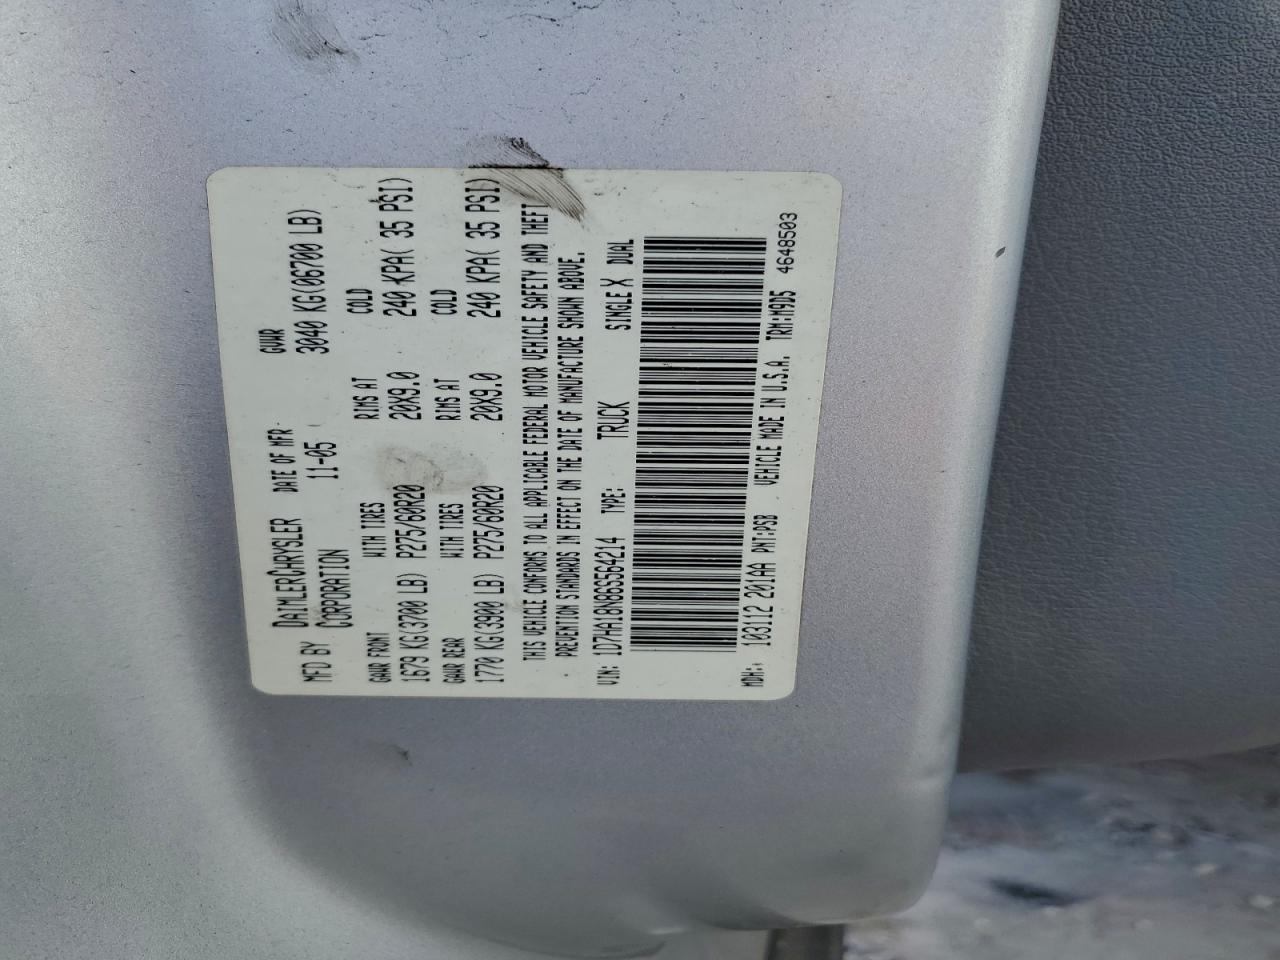 MFD BY DAIMLERCHRYSLER CORPORATION DATE OF MFR 11-05 GVWR 3040 KG(06700 LB)
GAWR FRONT WITH TIRES RIMS AT COLD
1679 KG(3700 LB) P275/60R20 20X9.0 240 KPA( 35 PSI)
GAWR REAR WITH TIRES RIMS AT COLD
1770 KG(3900 LB) P275/60R20 20X9.0 240 KPA( 35 PSI)
THIS VEHICLE CONFORMS TO ALL APPLICABLE FEDERAL MOTOR VEHICLE SAFETY AND THEFT
PREVENTION STANDARDS IN EFFECT ON THE DATE OF MANUFACTURE SHOWN ABOVE.
VIN: 1D7HA18N86S564214 TYPE: TRUCK SINGLE X DUAL
MDH: 103112 201AA PNT:PSB VEHICLE MADE IN U.S.A. TRM:M9D5 4648503